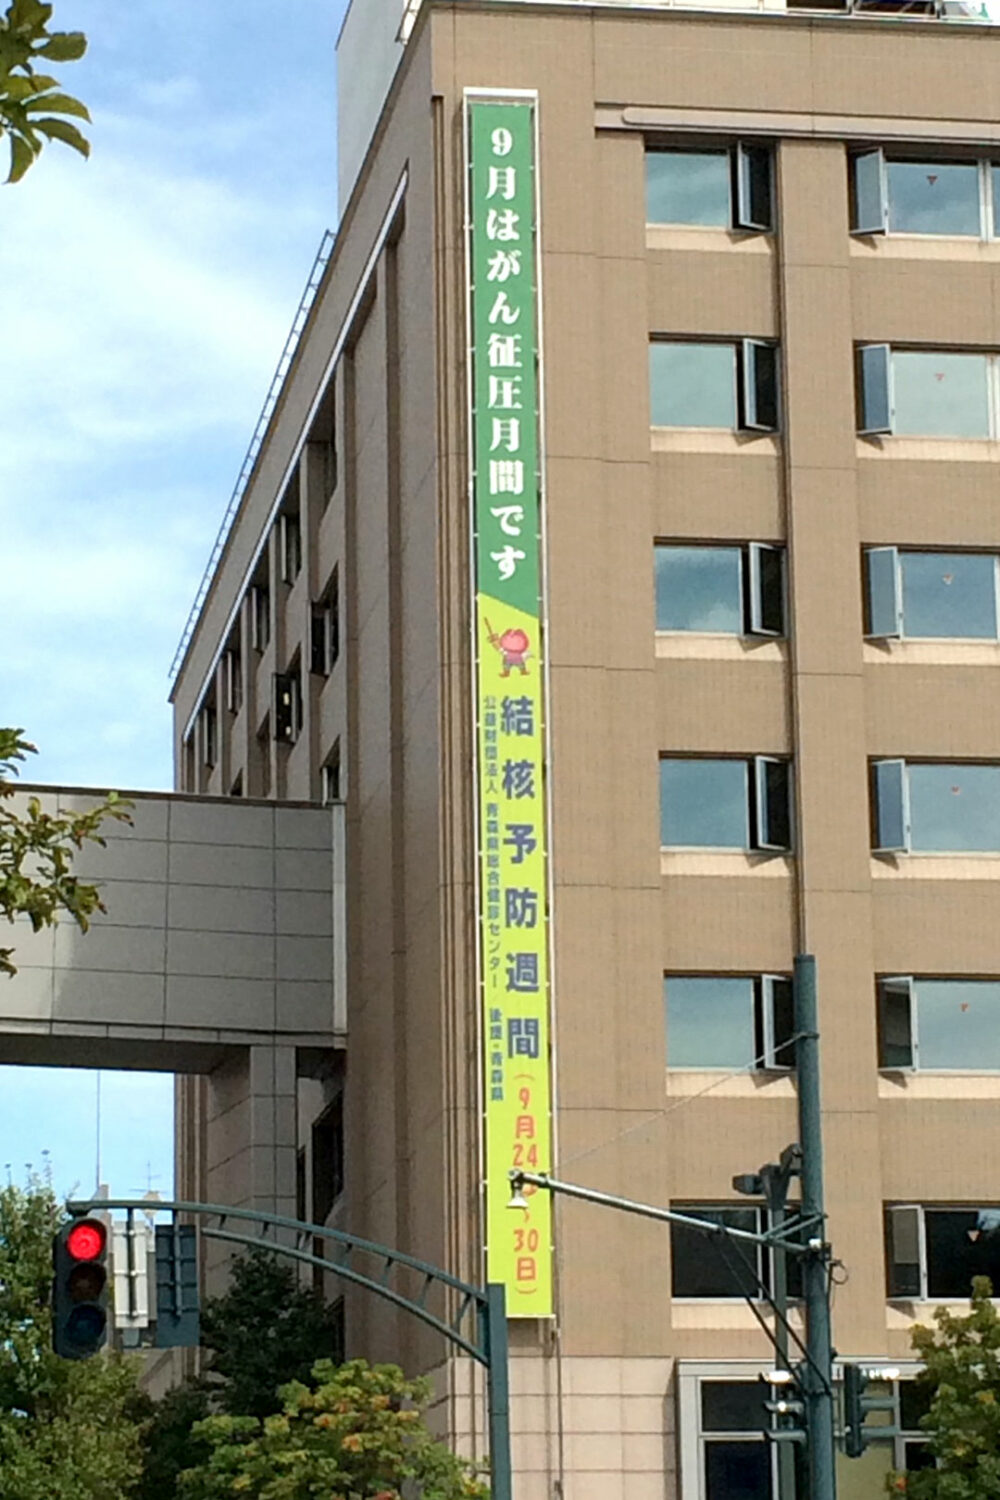 9月はがん征圧月間です
結核予防週間(9月24 〜30日)
公益財団法人 青森県総合健診センター/後援・青森県